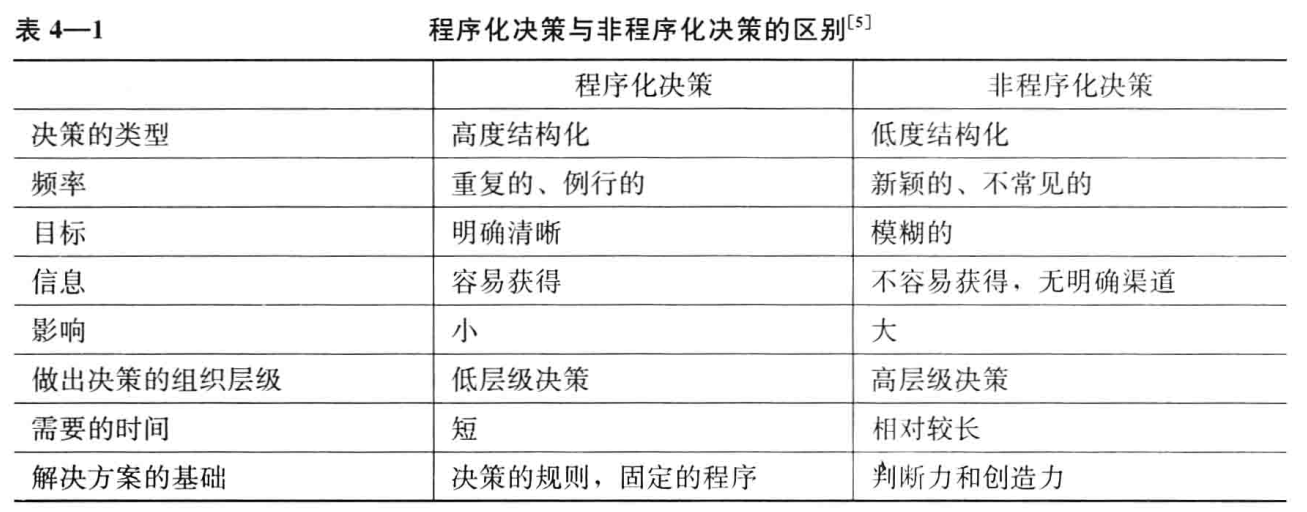 表 4—1 程序化决策与非程序化决策的区别[5]
程序化决策 非程序化决策
决策的类型 高度结构化 低度结构化
频率 重复的、例行的 新颖的、不常见的
目标 明确清晰 模糊的
信息 容易获得 不容易获得，无明确渠道
影响 小 大
做出决策的组织层级 低层级决策 高层级决策
需要的时间 短 相对较长
解决方案的基础 决策的规则，固定的程序 判断力和创造力